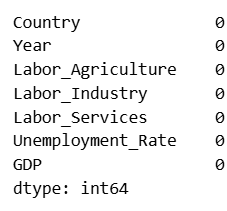 Country 0
Year 0
Labor_Agriculture 0
Labor_Industry 0
Labor_Services 0
Unemployment_Rate 0
GDP 0
dtype: int64